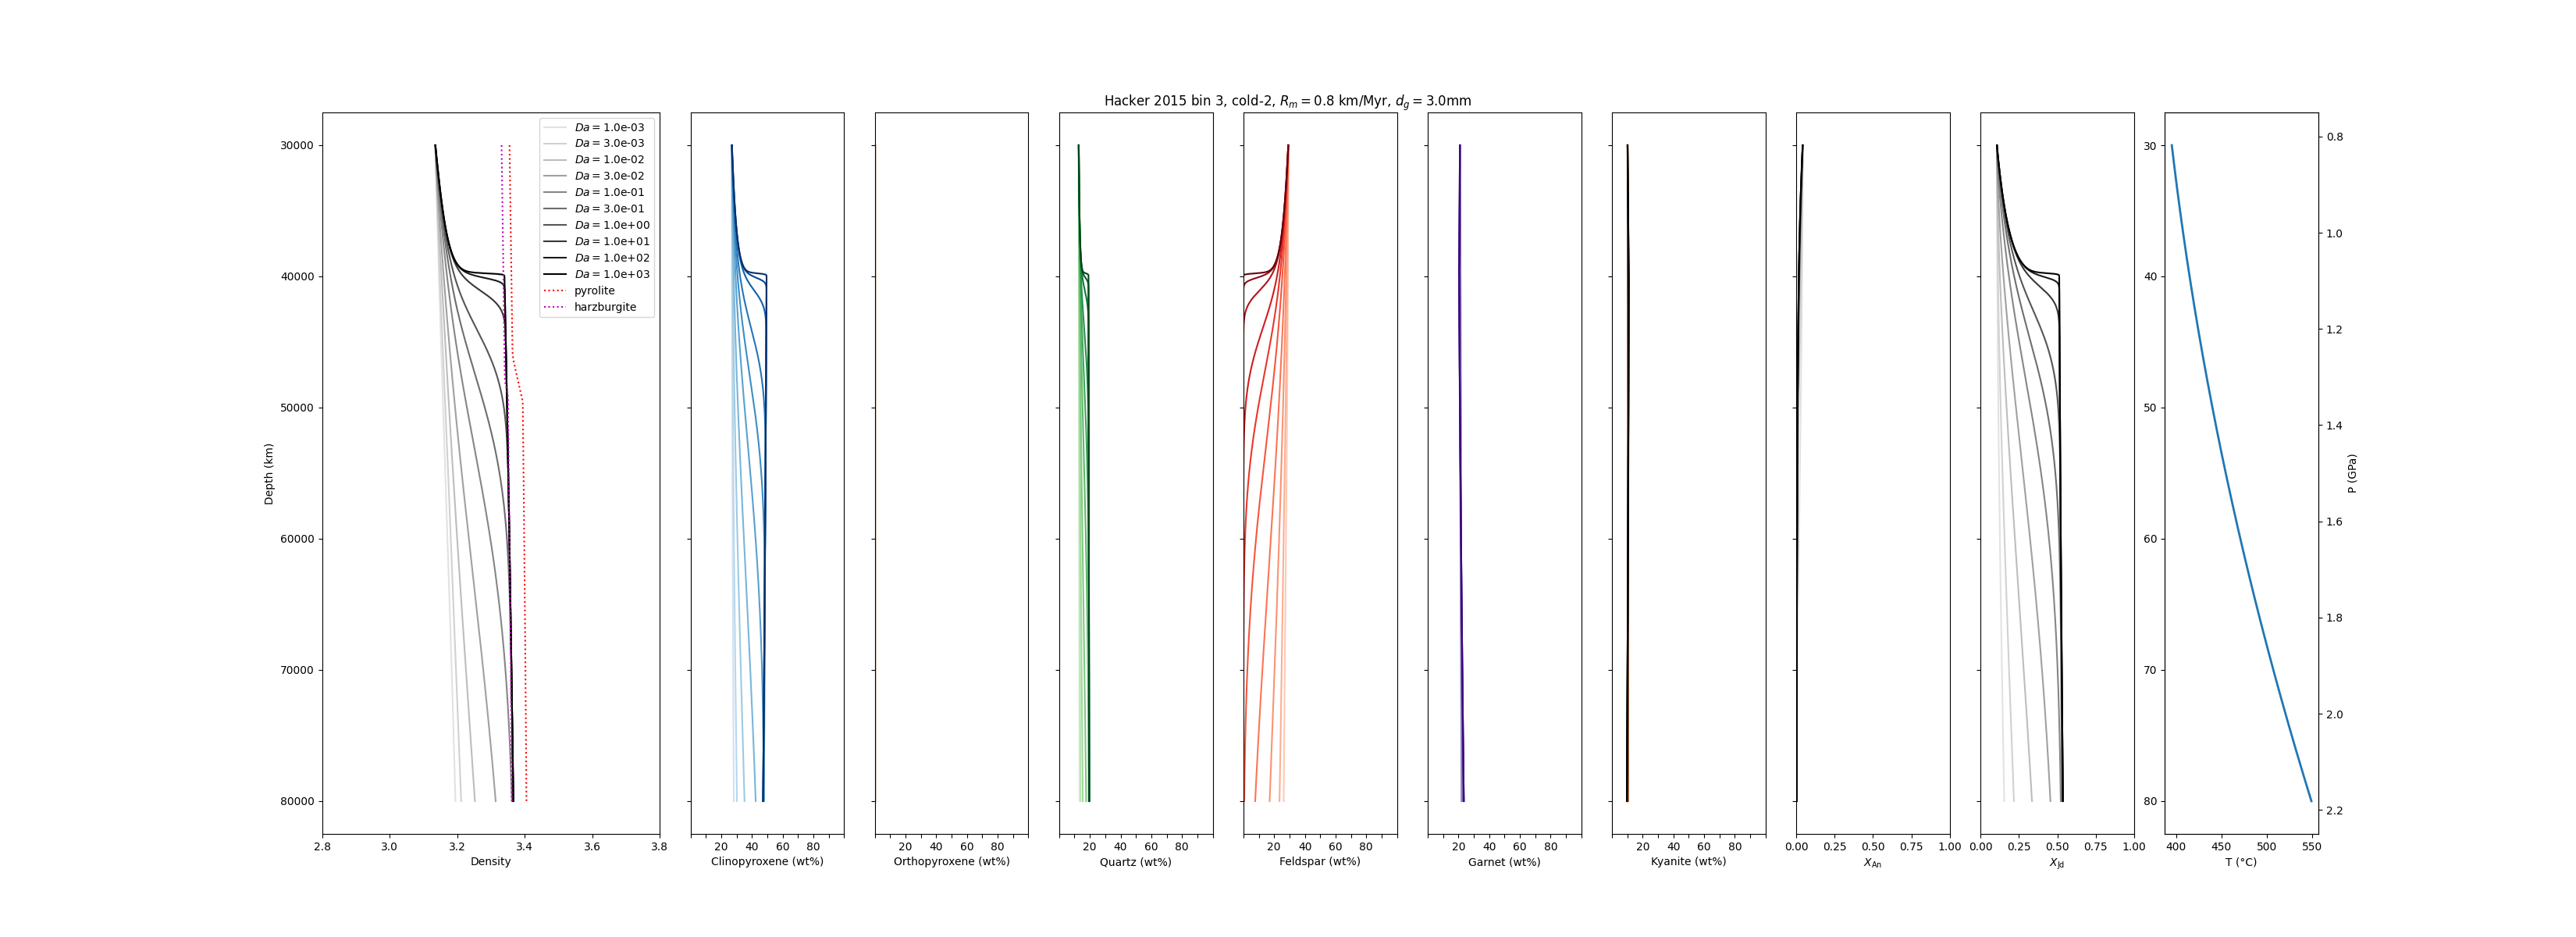 Hacker 2015 bin 3, cold-2, R_m = 0.8 km/Myr, d_g = 3.0mm
Da = 1.0e-03
Da = 3.0e-03
Da = 1.0e-02
Da = 3.0e-02
Da = 1.0e-01
Da = 3.0e-01
Da = 1.0e+00
Da = 1.0e+01
Da = 1.0e+02
Da = 1.0e+03
pyrolite
harzburgite
Depth (km)
30000
40000
50000
60000
70000
80000
2.8 3.0 3.2 3.4 3.6 3.8
Density
20 40 60 80
Clinopyroxene (wt%)
20 40 60 80
Orthopyroxene (wt%)
20 40 60 80
Quartz (wt%)
20 40 60 80
Feldspar (wt%)
20 40 60 80
Garnet (wt%)
20 40 60 80
Kyanite (wt%)
0.00 0.25 0.50 0.75 1.00
X_An
0.00 0.25 0.50 0.75 1.00
X_Jd
30
40
50
60
70
80
400 450 500 550
T (°C)
0.8
1.0
1.2
1.4
1.6
1.8
2.0
2.2
P (GPa)